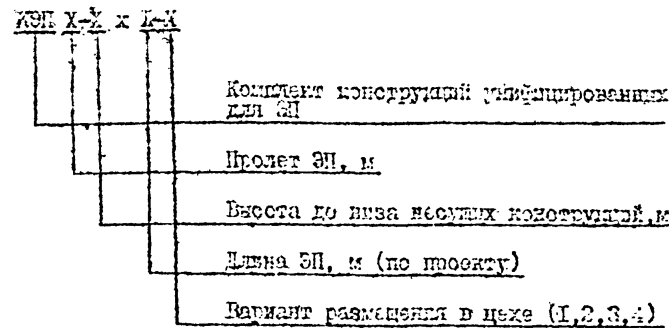 КЭП Х-Х х Х-Х
Комплект конструкций унифицированных
для ЭП
Пролет ЭП, м
Высота до низа несущих конструкций,м
Длина ЭП, м (по проекту)
Вариант размещения в цехе (1,2,3,4)